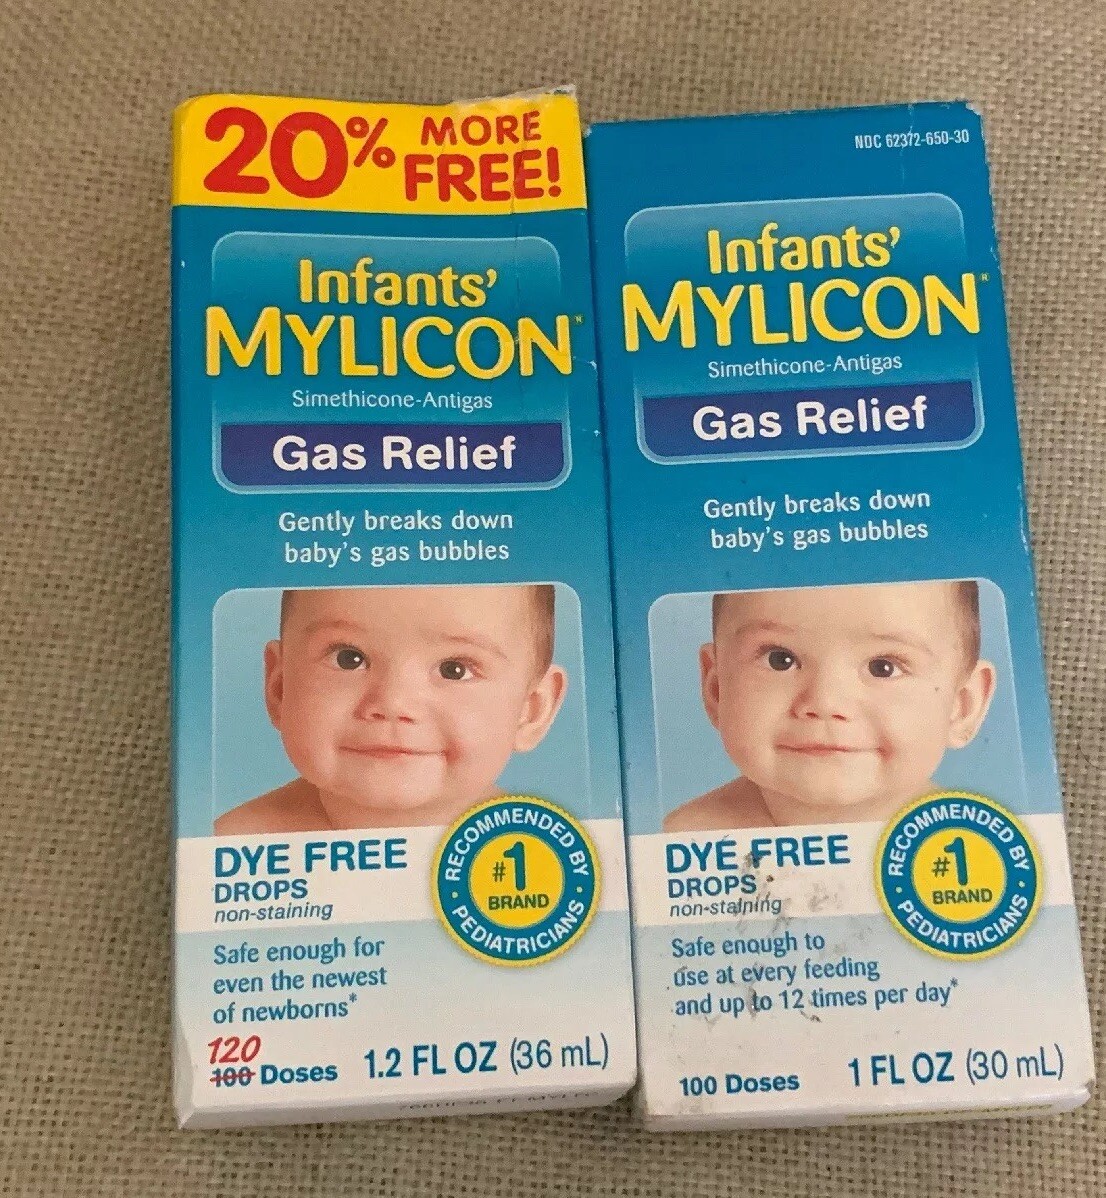 20% MORE
FREE!
Infants'
MYLICON
Simethicone-Antigas
Gas Relief
Gently breaks down
baby's gas bubbles
DYE FREE
DROPS
non-staining
RECOMMENDED BY
#1
BRAND
PEDIATRICIANS
Safe enough for
even the newest
of newborns*
120
100 Doses
1.2 FL OZ (36 mL)
NDC 62372-650-30
Infants'
MYLICON
Simethicone-Antigas
Gas Relief
Gently breaks down
baby's gas bubbles
DYE FREE
DROPS
non-staining
RECOMMENDED BY
#1
BRAND
PEDIATRICIANS
Safe enough to
use at every feeding
and up to 12 times per day*
100 Doses
1 FL OZ (30 mL)